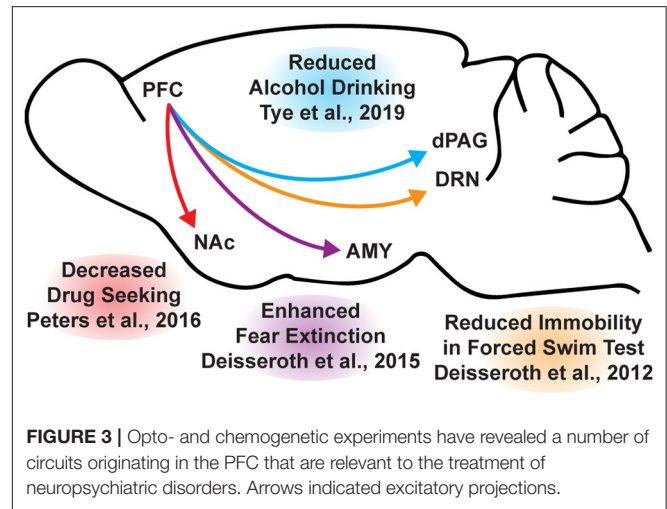 Reduced
Alcohol Drinking
Tye et al., 2019
PFC
dPAG
DRN
NAc
AMY
Decreased
Drug Seeking
Peters et al., 2016
Enhanced
Fear Extinction
Deisseroth et al., 2015
Reduced Immobility
in Forced Swim Test
Deisseroth et al., 2012
FIGURE 3 | Opto- and chemogenetic experiments have revealed a number of
circuits originating in the PFC that are relevant to the treatment of
neuropsychiatric disorders. Arrows indicated excitatory projections.